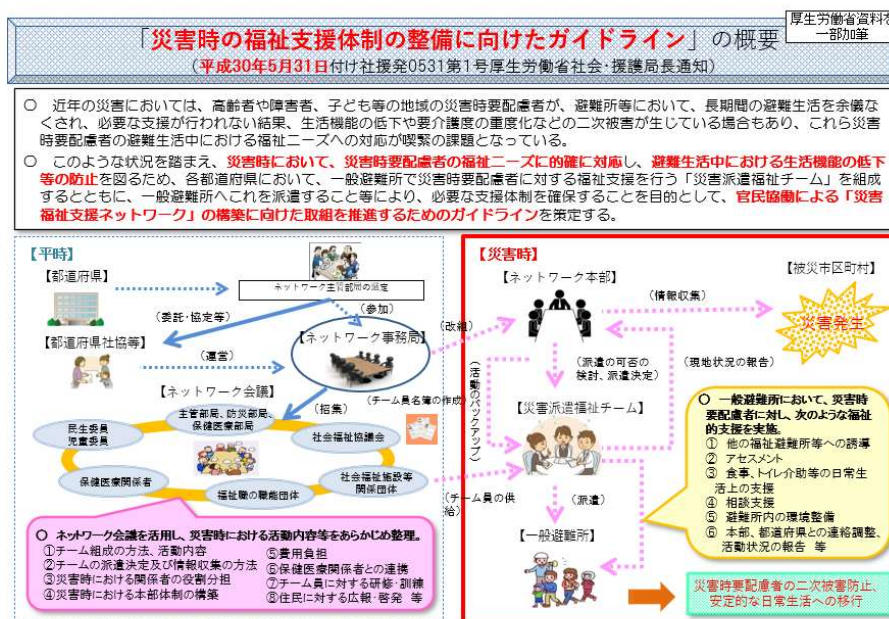 厚生労働省資料を
一部加筆
「災害時の福祉支援体制の整備に向けたガイドライン」の概要
（平成30年5月31日付け社援発0531第1号厚生労働省社会・援護局長通知）
○ 近年の災害においては、高齢者や障害者、子ども等の地域の災害時要配慮者が、避難所等において、長期間の避難生活を余儀な
くされ、必要な支援が行われない結果、生活機能の低下や要介護度の重度化などの二次被害が生じている場合もあり、これら災害
時要配慮者の避難生活中における福祉ニーズへの対応が喫緊の課題となっている。
○ このような状況を踏まえ、災害時において、災害時要配慮者の福祉ニーズに的確に対応し、避難生活中における生活機能の低下
等の防止を図るため、各都道府県において、一般避難所で災害時要配慮者に対する福祉支援を行う「災害派遣福祉チーム」を組成
するとともに、一般避難所へこれを派遣すること等により、必要な支援体制を確保することを目的として、官民協働による「災害
福祉支援ネットワーク」の構築に向けた取組を推進するためのガイドラインを策定する。
【平時】
【都道府県】
ネットワーク主管部局の選定
（委託・協定等）
（参加）
【都道府県社協等】
（運営）
【ネットワーク事務局】
【ネットワーク会議】
（招集）
（チーム員名簿の作成）
主管部局、防災部局、
保健医療部局
民生委員
児童委員
社会福祉協議会
保健医療関係者
福祉職の職能団体
社会福祉施設等
関係団体
○ ネットワーク会議を活用し、災害時における活動内容等をあらかじめ整理。
①チーム組成の方法、活動内容
②チームの派遣決定及び情報収集の方法
③災害時における関係者の役割分担
④災害時における本部体制の構築
⑤費用負担
⑥保健医療関係者との連携
⑦チーム員に対する研修・訓練
⑧住民に対する広報・啓発 等
（改組）
（チーム員の供
給）
【災害時】
【ネットワーク本部】
【被災市区町村】
（情報収集）
災害発生
（派遣の可否の
検討、派遣決定）
（現地状況の報告）
（活動のバックアップ）
【災害派遣福祉チーム】
（派遣）
【一般避難所】
○ 一般避難所において、災害
時要配慮者に対し、次のような福祉
的支援を実施。
① 他の福祉避難所等への誘導
② アセスメント
③ 食事、トイレ介助等の日常生
活上の支援
④ 相談支援
⑤ 避難所内の環境整備
⑥ 本部、都道府県との連絡調整、
活動状況の報告 等
災害時要配慮者の二次被害防止、
安定的な日常生活への移行